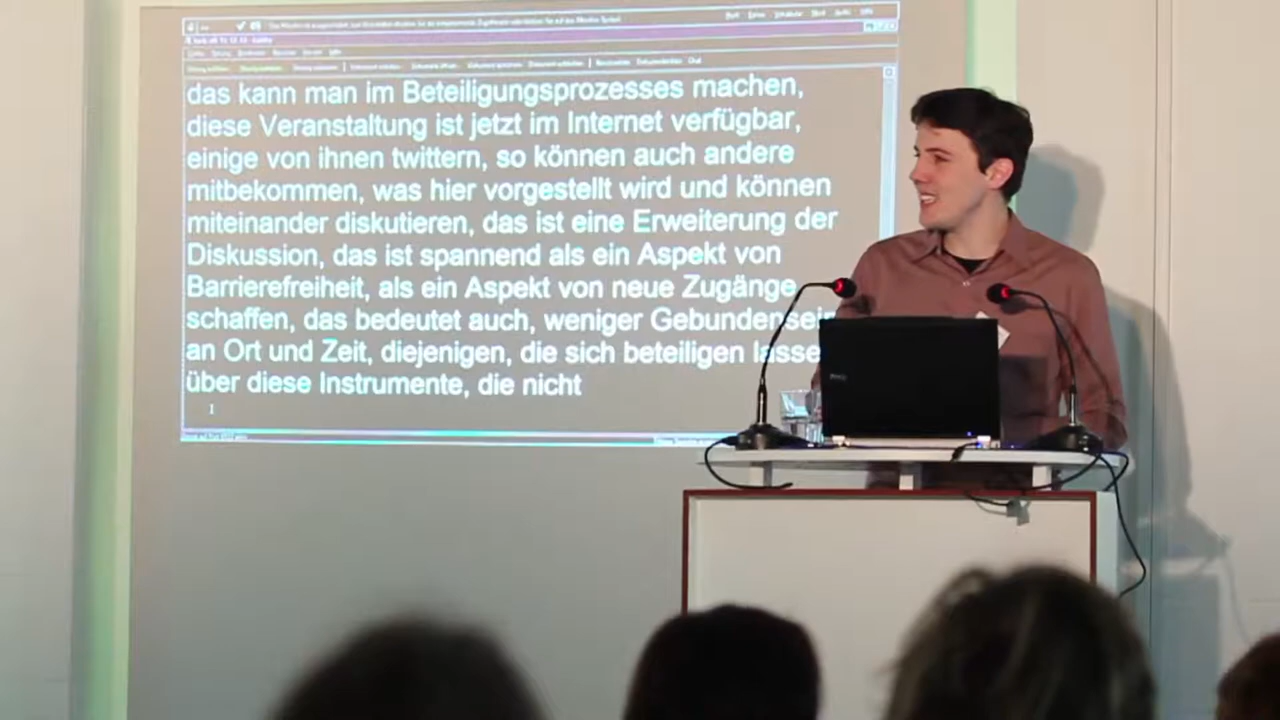 das kann man im Beteiligungsprozesses machen,
diese Veranstaltung ist jetzt im Internet verfügbar,
einige von ihnen twittern, so können auch andere
mitbekommen, was hier vorgestellt wird und können
miteinander diskutieren, das ist eine Erweiterung der
Diskussion, das ist spannend als ein Aspekt von
Barrierefreiheit, als ein Aspekt von neue Zugänge
schaffen, das bedeutet auch, weniger Gebundensein
an Ort und Zeit, diejenigen, die sich beteiligen lassen
über diese Instrumente, die nicht